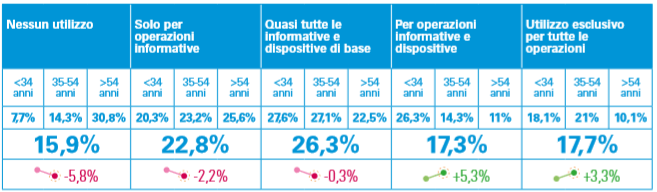 Nessun utilizzo
Solo per
operazioni
informative
Quasi tutte le
informative e
dispositive di base
Per operazioni
informative e
dispositive
Utilizzo esclusivo
per tutte le
operazioni
<34 anni
35-54 anni
>54 anni
<34 anni
35-54 anni
>54 anni
<34 anni
35-54 anni
>54 anni
<34 anni
35-54 anni
>54 anni
<34 anni
35-54 anni
>54 anni
7,7% 14,3% 30,8% 20,3% 23,2% 25,6% 27,6% 27,1% 22,5% 26,3% 14,3% 11% 18,1% 21% 10,1%
15,9% 22,8% 26,3% 17,3% 17,7%
-5,8% -2,2% -0,3% +5,3% +3,3%